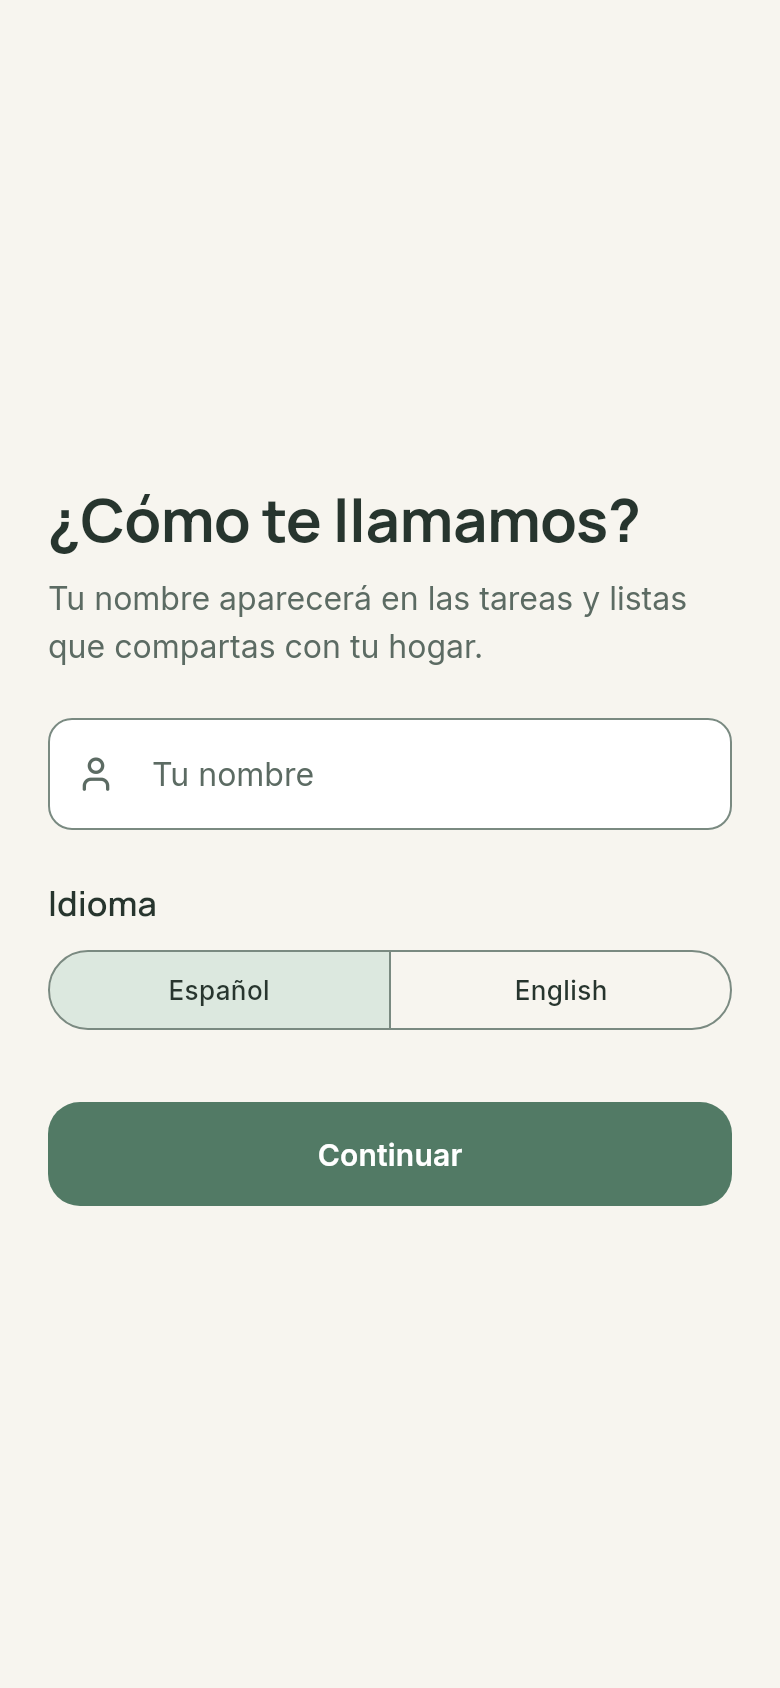 ¿Cómo te llamamos?
Tu nombre aparecerá en las tareas y listas
que compartas con tu hogar.
Tu nombre
Idioma
Español
English
Continuar